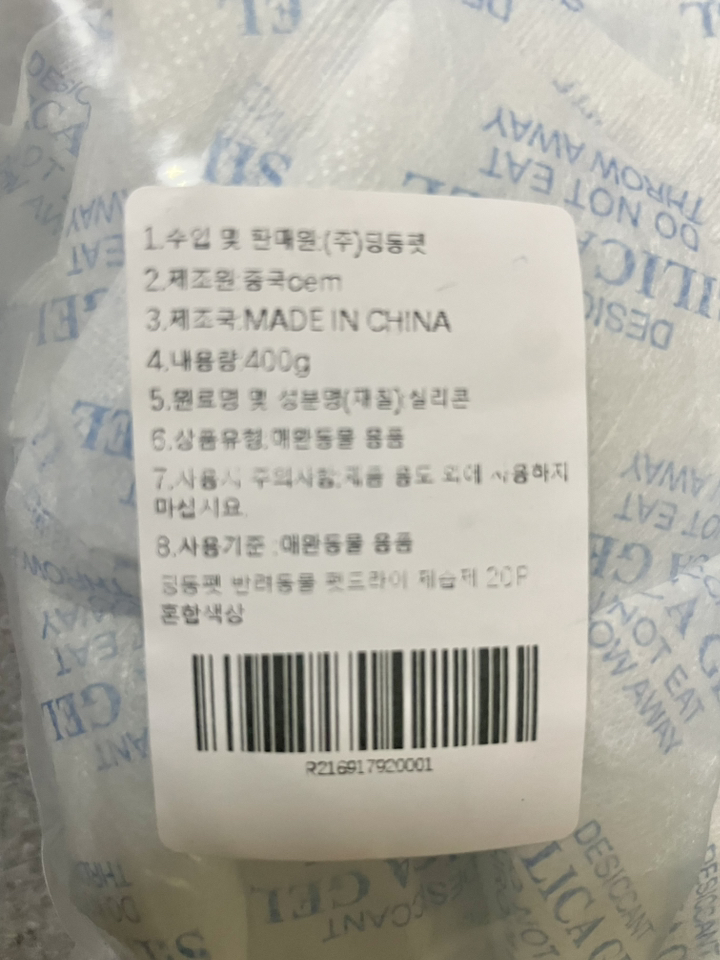 1.수입 및 판매원:(주)딩동펫
2.제조원:중국oem
3.제조국:MADE IN CHINA
4.내용량:400g
5.원료명 및 성분명(재질):실리콘
6.상품유형:애완동물 용품
7.사용시 주의사항:제품 용도 외에 사용하지
마십시요.
8.사용기준 :애완동물 용품
딩동펫 반려동물 펫드라이 제습제 20P
혼합색상
R216917920001
DO NOT EAT
THROW AWAY
SILICA GEL
DESICCANT